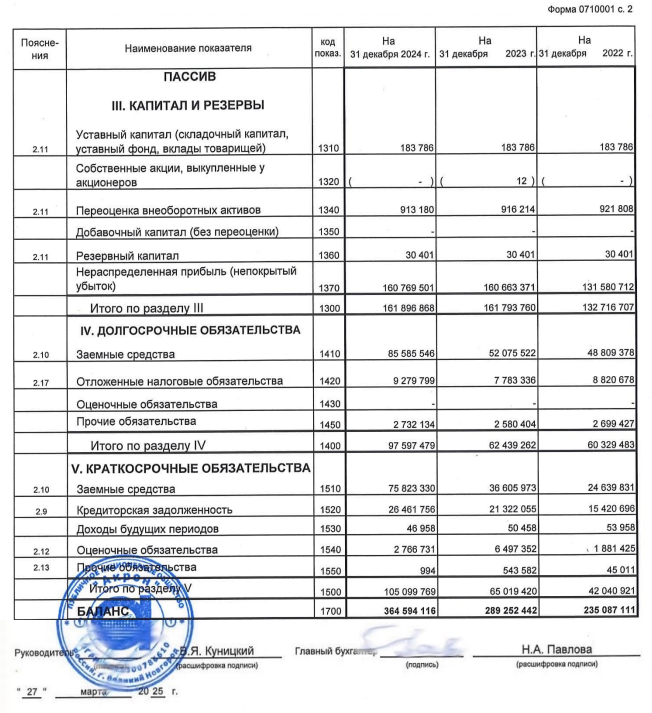 Форма 0710001 с. 2
Поясне-ния Наименование показателя код показ. На 31 декабря 2024 г. На 31 декабря 2023 г. На 31 декабря 2022 г.
ПАССИВ
III. КАПИТАЛ И РЕЗЕРВЫ
Уставный капитал (складочный капитал,
2.11 уставный фонд, вклады товарищей) 1310 183 786 183 786 183 786
Собственные акции, выкупленные у
акционеров 1320 ( - ) ( 12 ) ( - )
2.11 Переоценка внеоборотных активов 1340 913 180 916 214 921 808
Добавочный капитал (без переоценки) 1350 - - -
2.11 Резервный капитал 1360 30 401 30 401 30 401
Нераспределенная прибыль (непокрытый
убыток) 1370 160 769 501 160 663 371 131 580 712
Итого по разделу III 1300 161 896 868 161 793 760 132 716 707
IV. ДОЛГОСРОЧНЫЕ ОБЯЗАТЕЛЬСТВА
2.10 Заемные средства 1410 85 585 546 52 075 522 48 809 378
2.17 Отложенные налоговые обязательства 1420 9 279 799 7 783 336 8 820 678
Оценочные обязательства 1430 - - -
Прочие обязательства 1450 2 732 134 2 580 404 2 699 427
Итого по разделу IV 1400 97 597 479 62 439 262 60 329 483
V. КРАТКОСРОЧНЫЕ ОБЯЗАТЕЛЬСТВА
2.10 Заемные средства 1510 75 823 330 36 605 973 24 639 831
2.9 Кредиторская задолженность 1520 26 461 756 21 322 055 15 420 696
Доходы будущих периодов 1530 46 958 50 458 53 958
2.12 Оценочные обязательства 1540 2 766 731 6 497 352 1 881 425
2.13 Прочие обязательства 1550 994 543 582 45 011
Итого по разделу V 1500 105 099 769 65 019 420 42 040 921
БАЛАНС 1700 364 594 116 289 252 442 235 087 111
"Акрон"
Россия, г. Великий Новгород
Руководитель В.Я. Куницкий Главный бухгалтер Н.А. Павлова
(расшифровка подписи) (подпись) (расшифровка подписи)
" 27 " марта 20 25 г.